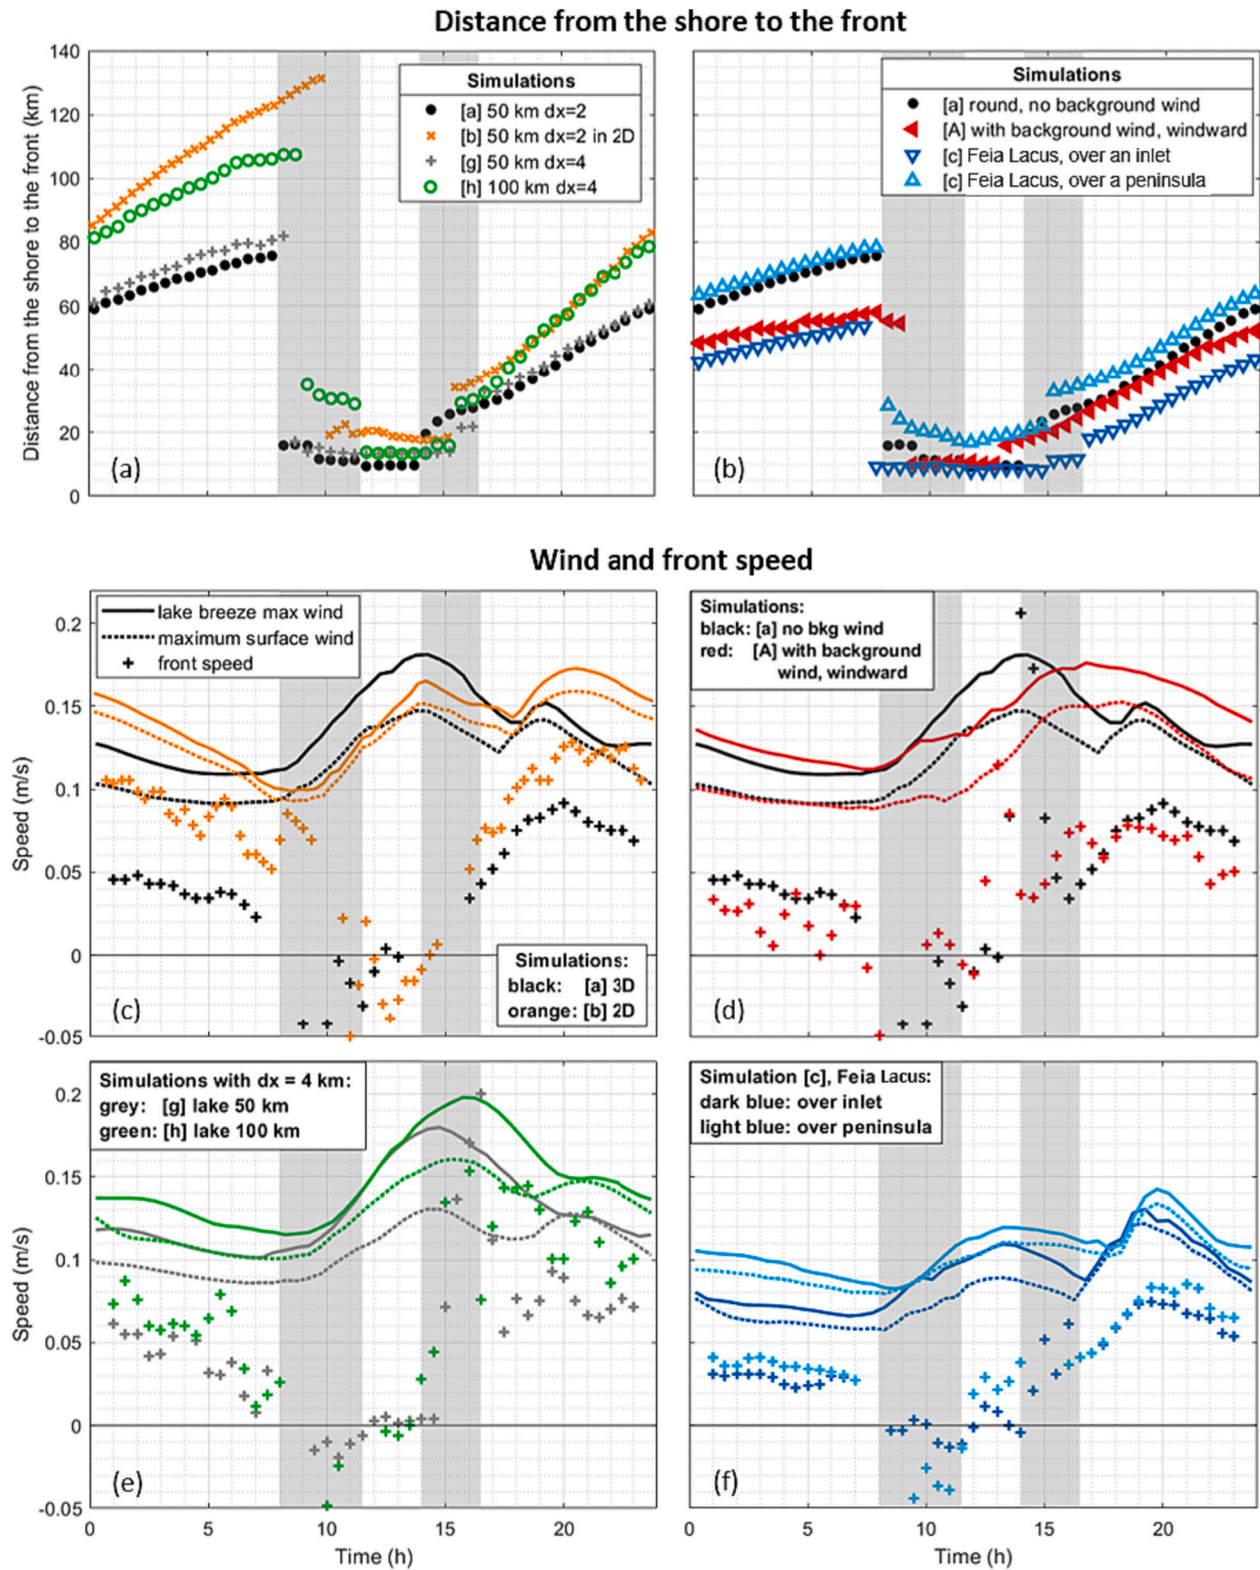 Distance from the shore to the front
Distance from the shore to the front (km)
140
120
100
80
60
40
20
0
Simulations
[a] 50 km dx=2
[b] 50 km dx=2 in 2D
[g] 50 km dx=4
[h] 100 km dx=4
(a)
Simulations
[a] round, no background wind
[A] with background wind, windward
[c] Feia Lacus, over an inlet
[c] Feia Lacus, over a peninsula
(b)
Wind and front speed
Speed (m/s)
0.2
0.15
0.1
0.05
0
-0.05
lake breeze max wind
maximum surface wind
front speed
Simulations:
black: [a] 3D
orange: [b] 2D
(c)
Simulations:
black: [a] no bkg wind
red: [A] with background
wind, windward
(d)
Speed (m/s)
0.2
0.15
0.1
0.05
0
-0.05
Simulations with dx = 4 km:
grey: [g] lake 50 km
green: [h] lake 100 km
(e)
Simulation [c], Feia Lacus:
dark blue: over inlet
light blue: over peninsula
(f)
0 5 10 15 20
Time (h)
0 5 10 15 20
Time (h)